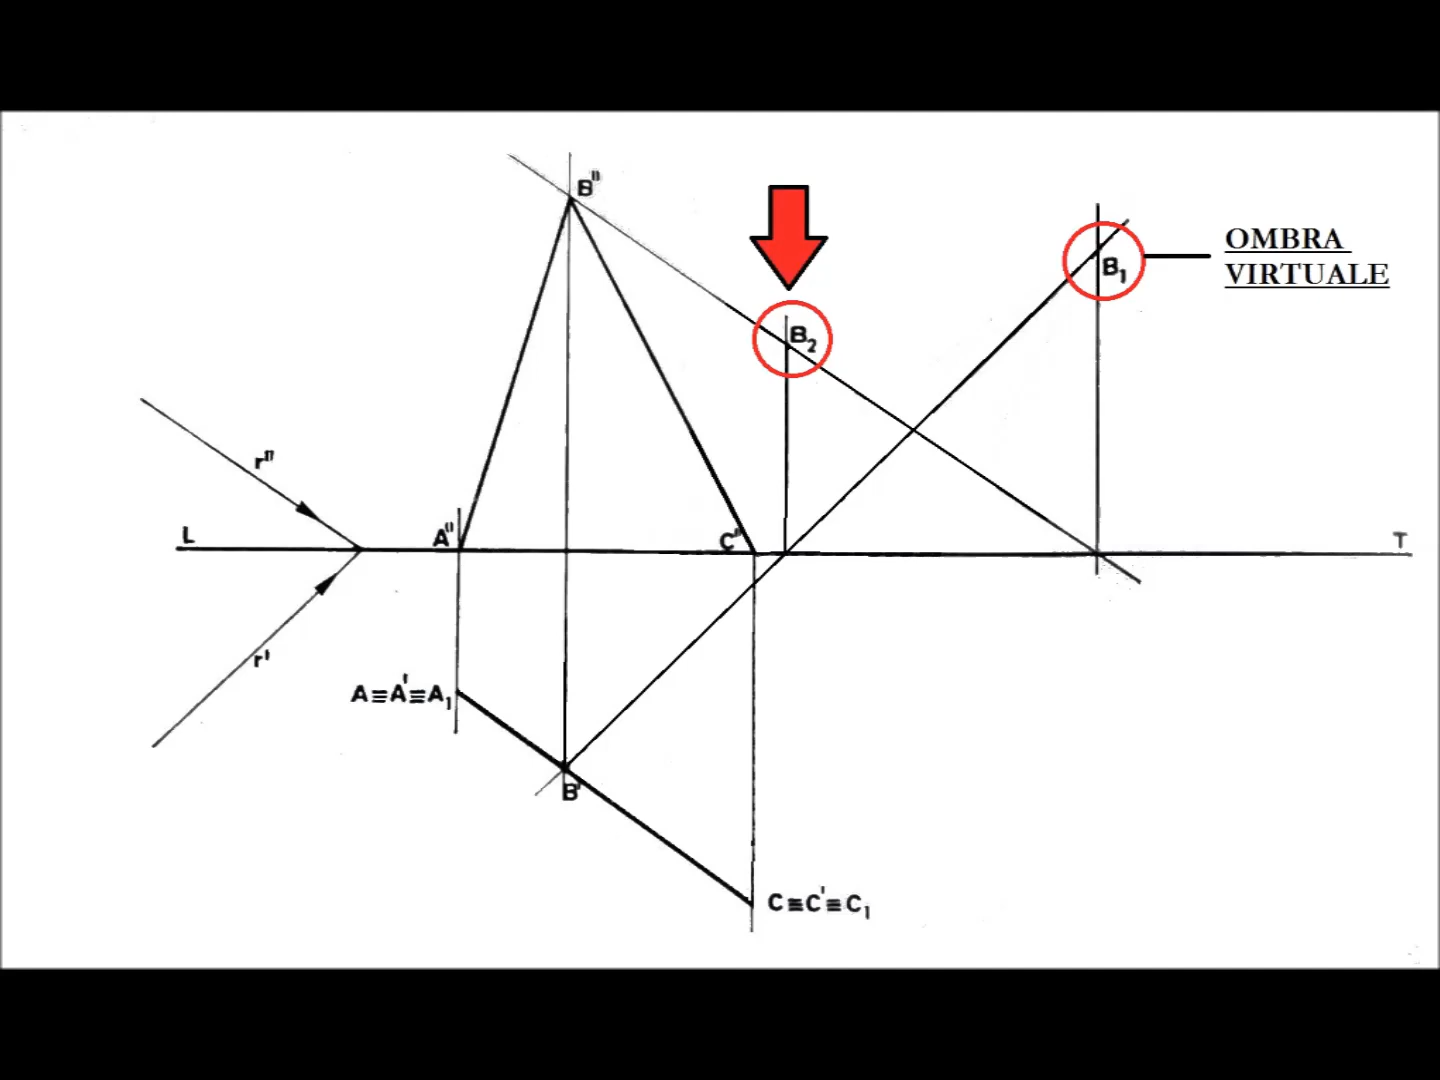 B"
OMBRA
VIRTUALE
B₁
B₂
r"
L
A"
C"
T
r'
A≡A'≡A₁
B'
C≡C'≡C₁